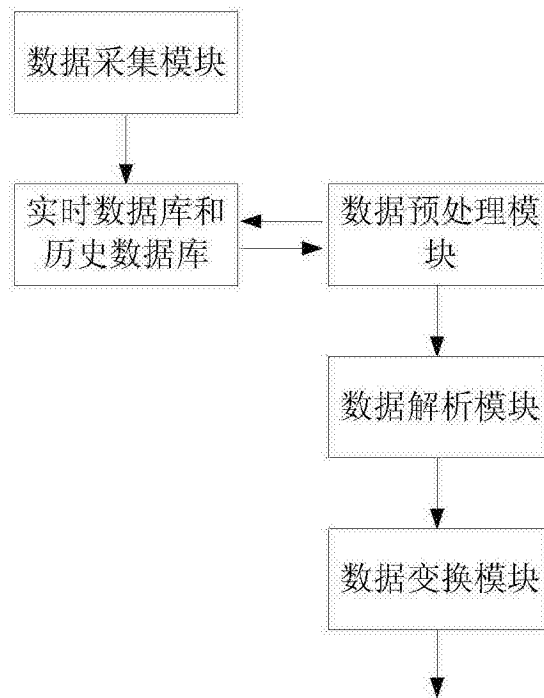 数据采集模块
实时数据库和
历史数据库
数据预处理模
块
数据解析模块
数据变换模块